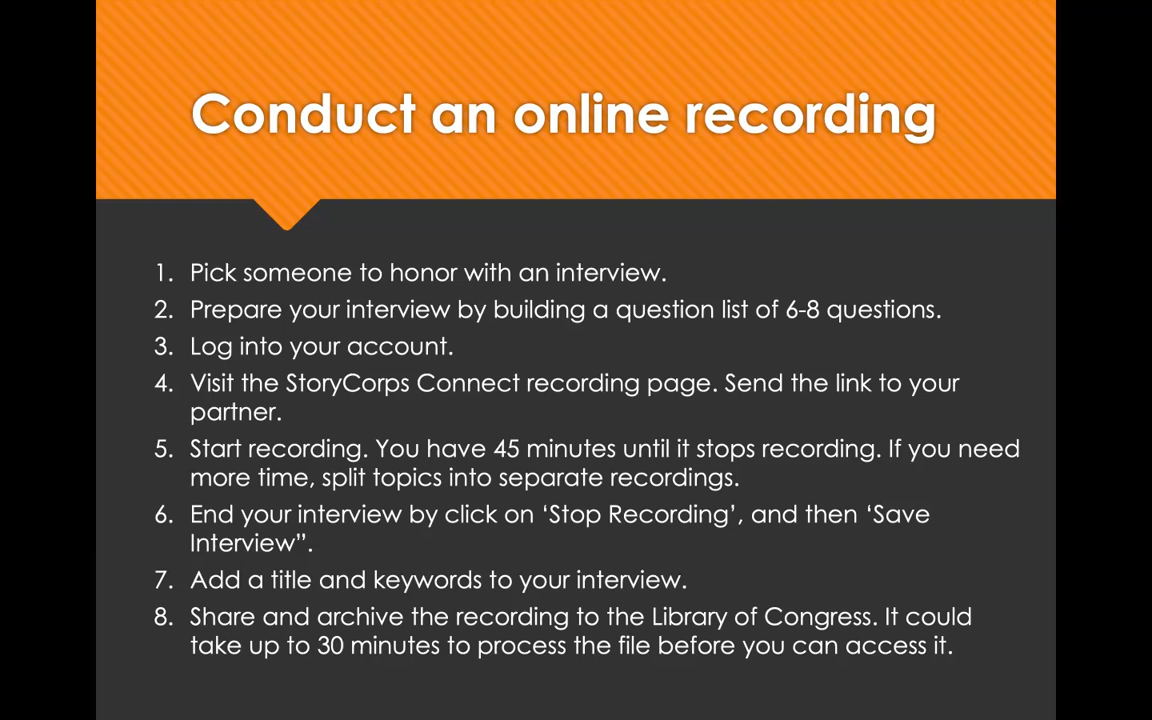 Conduct an online recording
1. Pick someone to honor with an interview.
2. Prepare your interview by building a question list of 6-8 questions.
3. Log into your account.
4. Visit the StoryCorps Connect recording page. Send the link to your
partner.
5. Start recording. You have 45 minutes until it stops recording. If you need
more time, split topics into separate recordings.
6. End your interview by click on ‘Stop Recording’, and then ‘Save
Interview”.
7. Add a title and keywords to your interview.
8. Share and archive the recording to the Library of Congress. It could
take up to 30 minutes to process the file before you can access it.